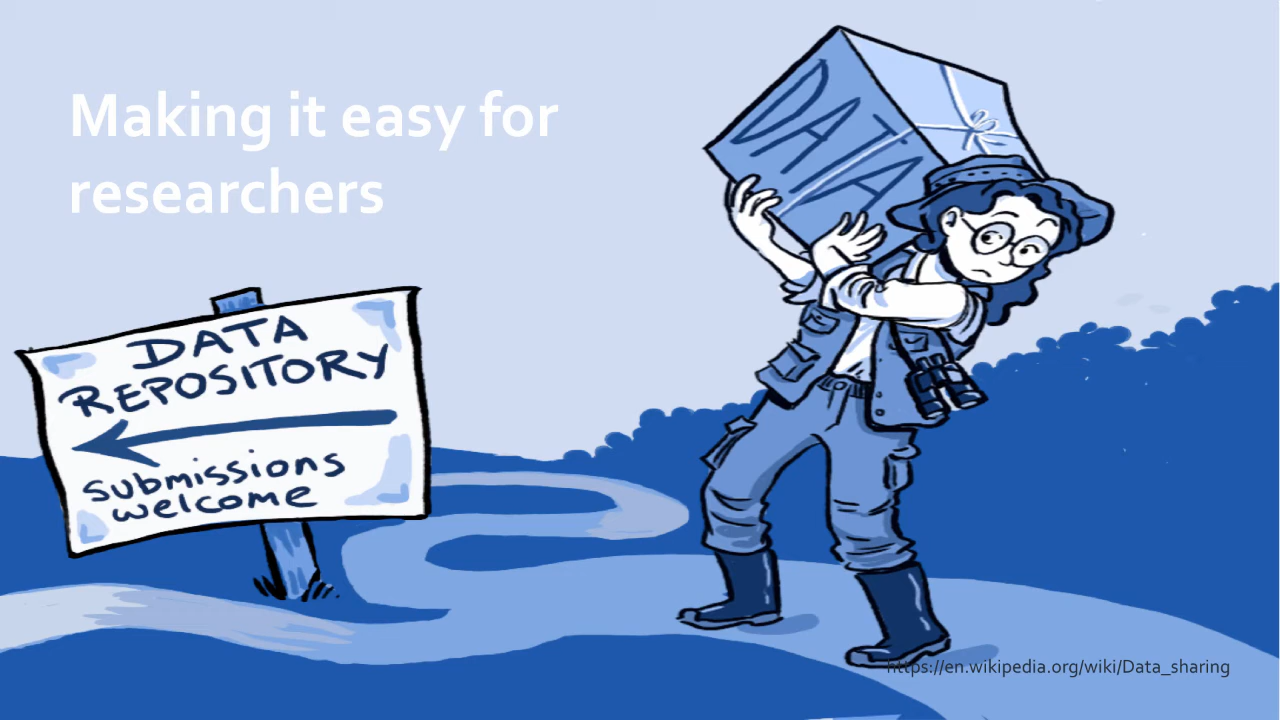 Making it easy for
researchers
DATA
DATA
REPOSITORY
submissions
welcome
https://en.wikipedia.org/wiki/Data_sharing